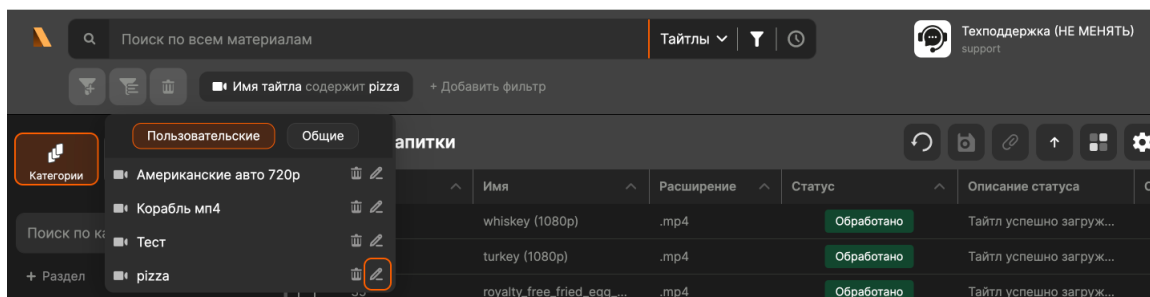 Поиск по всем материалам
Тайтлы
Техподдержка (НЕ МЕНЯТЬ)
support
Имя тайтла содержит pizza
+ Добавить фильтр
Пользовательские
Общие
апитки
Категории
Американские авто 720p
Имя
Расширение
Статус
Описание статуса
Корабль мп4
whiskey (1080p)
.mp4
Обработано
Тайтл успешно загруж...
Поиск по ка
Тест
turkey (1080p)
.mp4
Обработано
Тайтл успешно загруж...
+ Раздел
pizza
royalty_free_fried_egg_...
.mp4
Обработано
Тайтл успешно загруж...